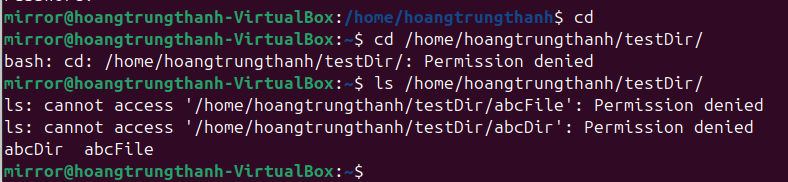 mirror@hoangtrungthanh-VirtualBox:/home/hoangtrungthanh$ cd
mirror@hoangtrungthanh-VirtualBox:~$ cd /home/hoangtrungthanh/testDir/
bash: cd: /home/hoangtrungthanh/testDir/: Permission denied
mirror@hoangtrungthanh-VirtualBox:~$ ls /home/hoangtrungthanh/testDir/
ls: cannot access '/home/hoangtrungthanh/testDir/abcFile': Permission denied
ls: cannot access '/home/hoangtrungthanh/testDir/abcDir': Permission denied
abcDir  abcFile
mirror@hoangtrungthanh-VirtualBox:~$